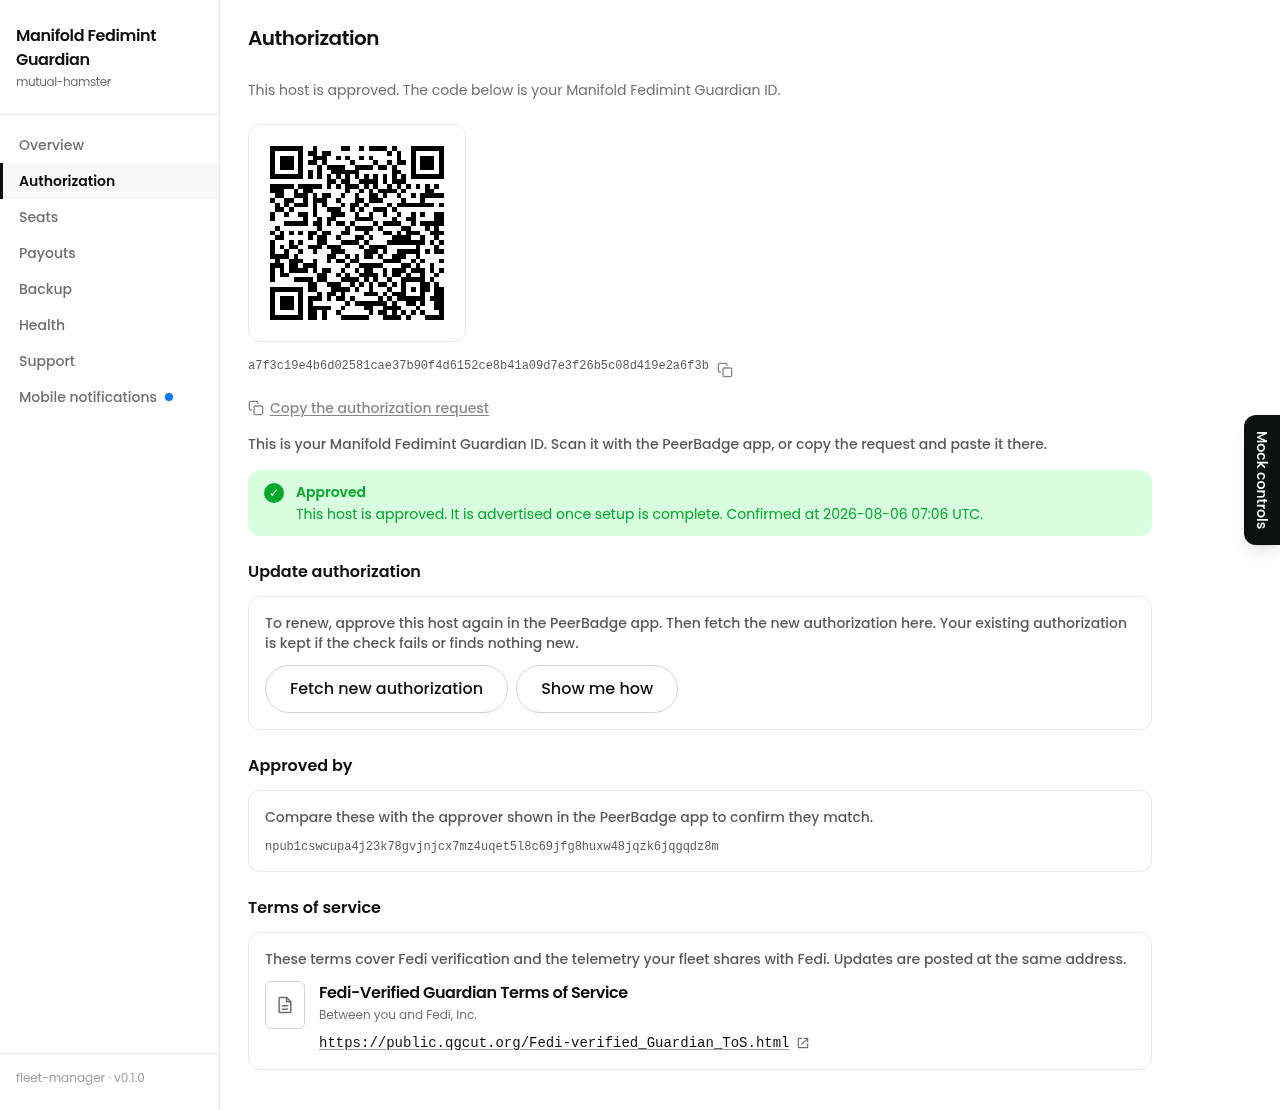 Manifold Fedimint
Guardian
mutual-hamster
Overview
Authorization
Seats
Payouts
Backup
Health
Support
Mobile notifications
fleet-manager · v0.1.0
Authorization
This host is approved. The code below is your Manifold Fedimint Guardian ID.
a7f3c19e4b6d02581cae37b90f4d6152ce8b41a09d7e3f26b5c08d419e2a6f3b
Copy the authorization request
This is your Manifold Fedimint Guardian ID. Scan it with the PeerBadge app, or copy the request and paste it there.
✓ Approved
This host is approved. It is advertised once setup is complete. Confirmed at 2026-08-06 07:06 UTC.
Update authorization
To renew, approve this host again in the PeerBadge app. Then fetch the new authorization here. Your existing authorization
is kept if the check fails or finds nothing new.
Fetch new authorization
Show me how
Approved by
Compare these with the approver shown in the PeerBadge app to confirm they match.
npub1cswcupa4j23k78gvjnjcx7mz4uqet5l8c69jfg8huxw48jqzk6jqgqdz8m
Terms of service
These terms cover Fedi verification and the telemetry your fleet shares with Fedi. Updates are posted at the same address.
Fedi-Verified Guardian Terms of Service
Between you and Fedi, Inc.
https://public.qgcut.org/Fedi-verified_Guardian_ToS.html
Mock controls